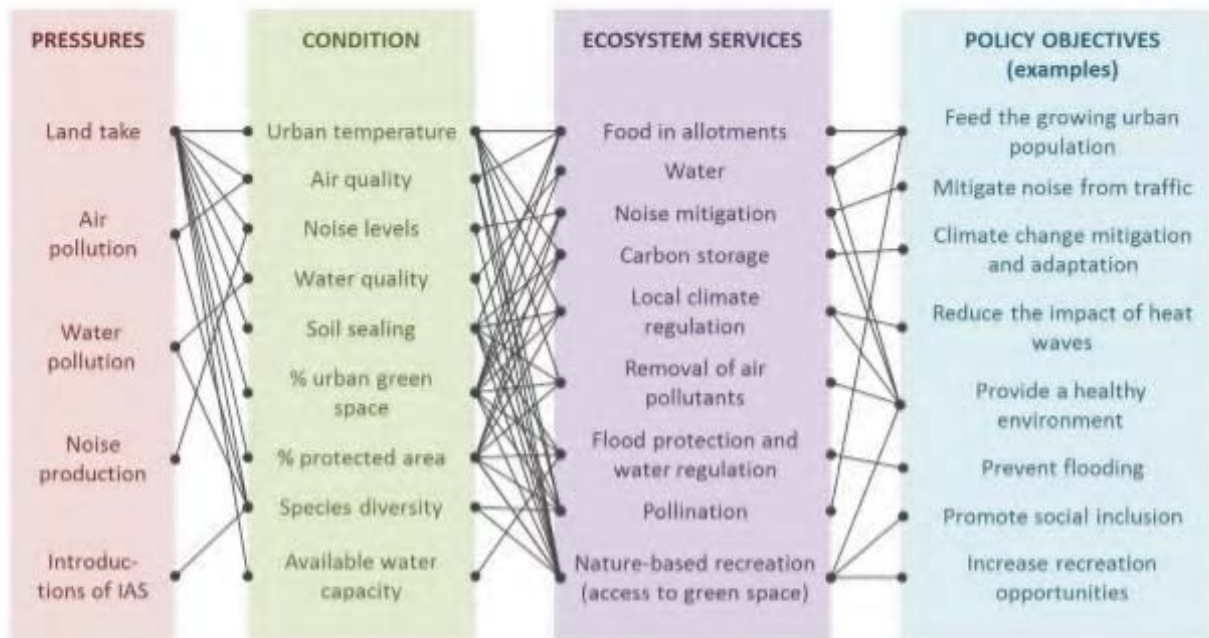 PRESSURES
Land take
Air
pollution
Water
pollution
Noise
production
Introduc-
tions of IAS
CONDITION
Urban temperature
Air quality
Noise levels
Water quality
Soil sealing
% urban green
space
% protected area
Species diversity
Available water
capacity
ECOSYSTEM SERVICES
Food in allotments
Water
Noise mitigation
Carbon storage
Local climate
regulation
Removal of air
pollutants
Flood protection and
water regulation
Pollination
Nature-based recreation
(access to green space)
POLICY OBJECTIVES
(examples)
Feed the growing urban
population
Mitigate noise from traffic
Climate change mitigation
and adaptation
Reduce the impact of heat
waves
Provide a healthy
environment
Prevent flooding
Promote social inclusion
Increase recreation
opportunities